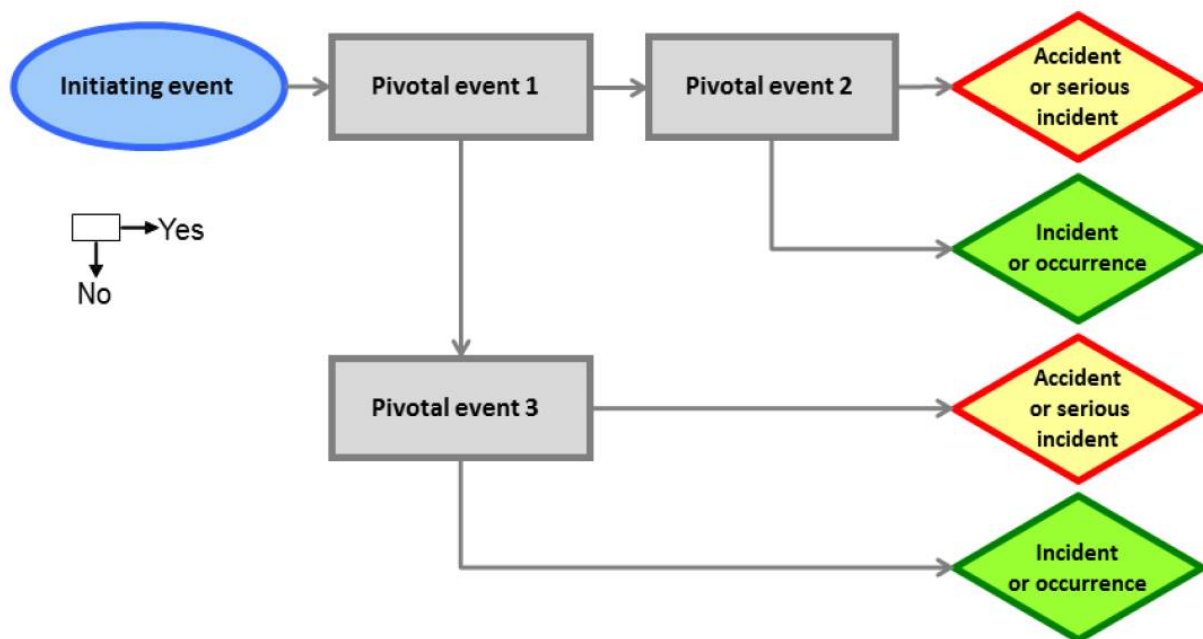 Initiating event
Pivotal event 1
Pivotal event 2
Accident
or serious
incident
Yes
No
Incident
or occurrence
Pivotal event 3
Accident
or serious
incident
Incident
or occurrence